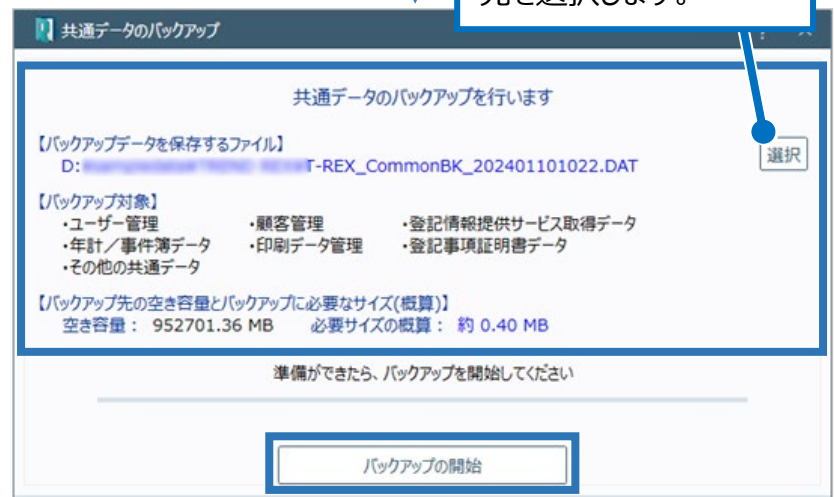 先を選択します。
共通データのバックアップ
共通データのバックアップを行います
【バックアップデータを保存するファイル】
D: T-REX_CommonBK_202401101022.DAT
選択
【バックアップ対象】
・ユーザー管理 ・顧客管理 ・登記情報提供サービス取得データ
・年計／事件簿データ ・印刷データ管理 ・登記事項証明書データ
・その他の共通データ
【バックアップ先の空き容量とバックアップに必要なサイズ(概算)】
空き容量： 952701.36 MB 必要サイズの概算： 約 0.40 MB
準備ができたら、バックアップを開始してください
バックアップの開始